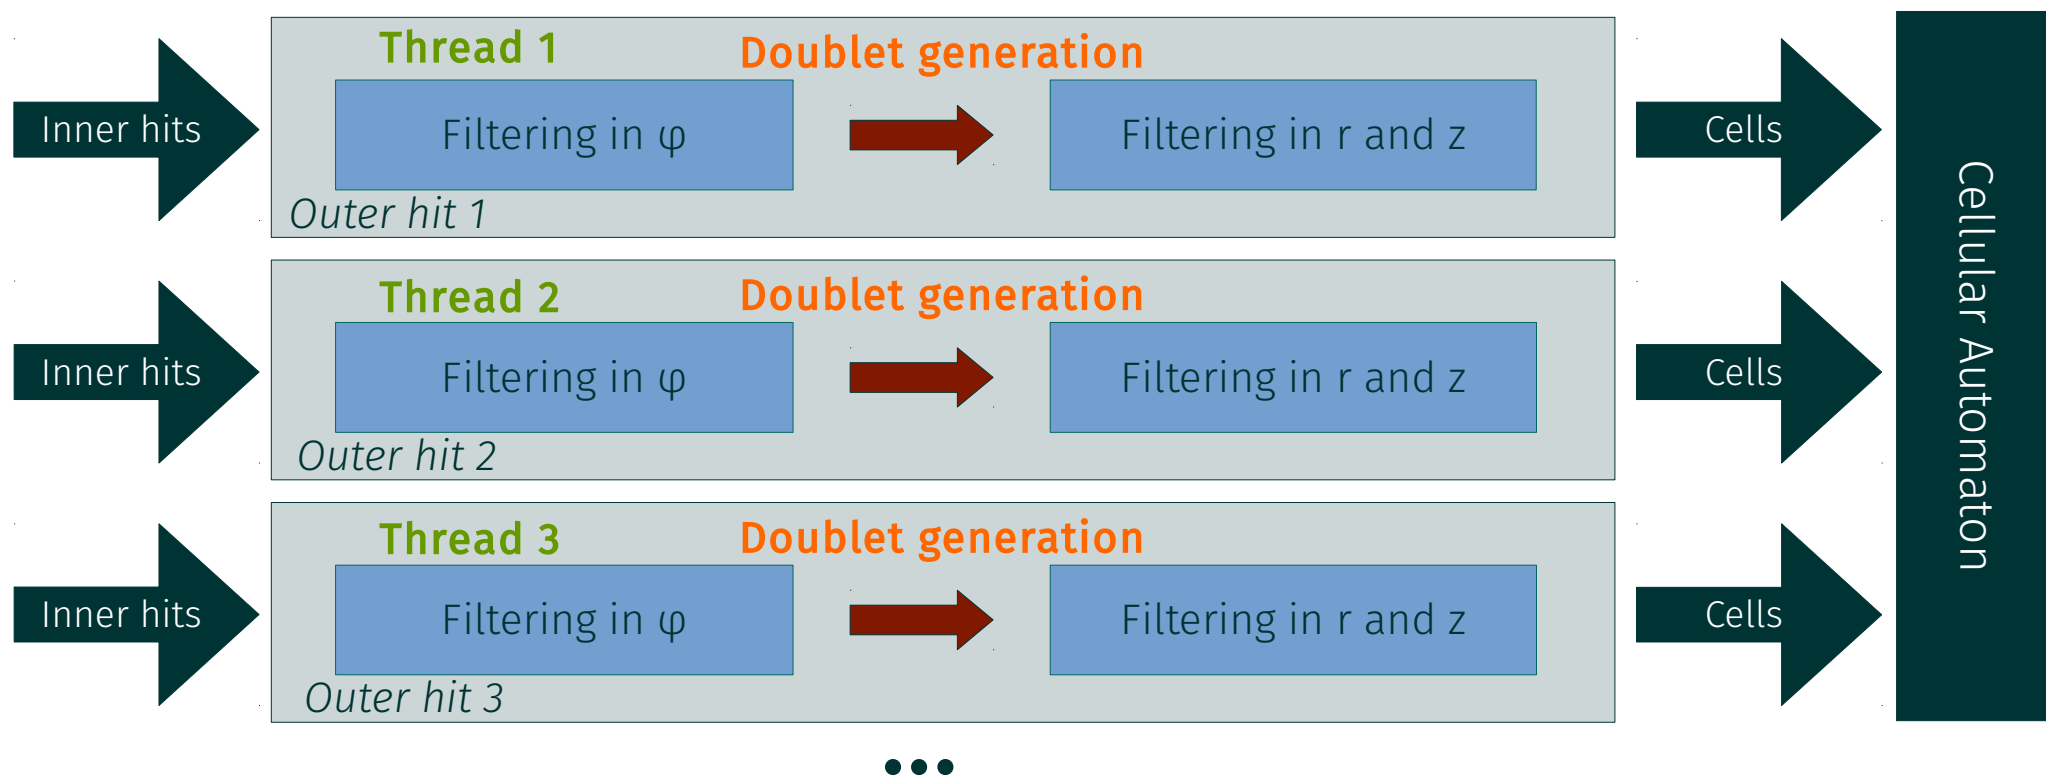 Thread 1
Doublet generation
Inner hits
Filtering in φ
Filtering in r and z
Cells
Outer hit 1
Thread 2
Doublet generation
Inner hits
Filtering in φ
Filtering in r and z
Cells
Outer hit 2
Thread 3
Doublet generation
Inner hits
Filtering in φ
Filtering in r and z
Cells
Outer hit 3
•••
Cellular Automaton